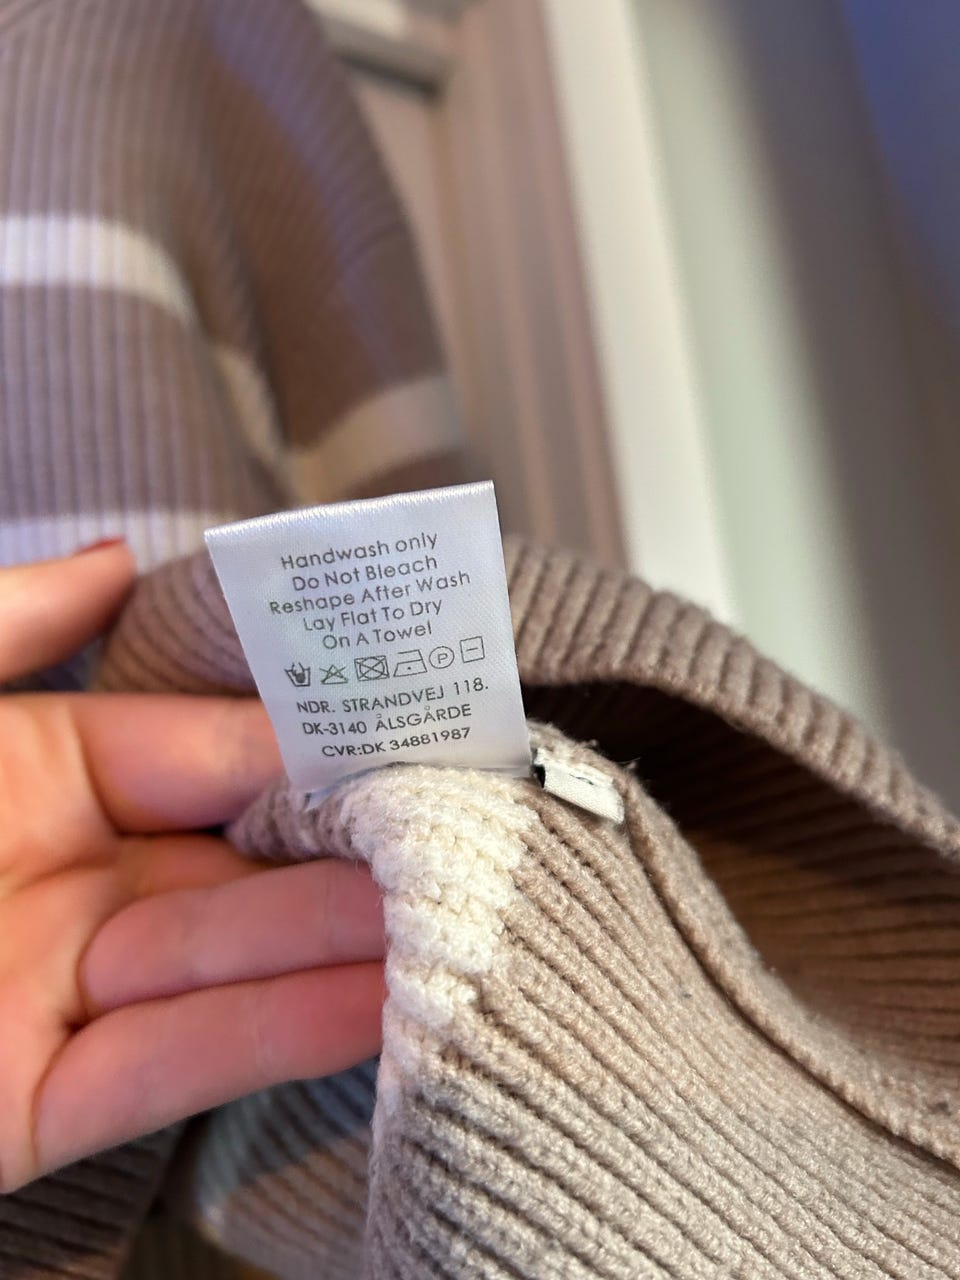 Handwash only
Do Not Bleach
Reshape After Wash
Lay Flat To Dry
On A Towel
P
NDR. STRANDVEJ 118.
DK-3140 ÅLSGÅRDE
CVR:DK 34881987